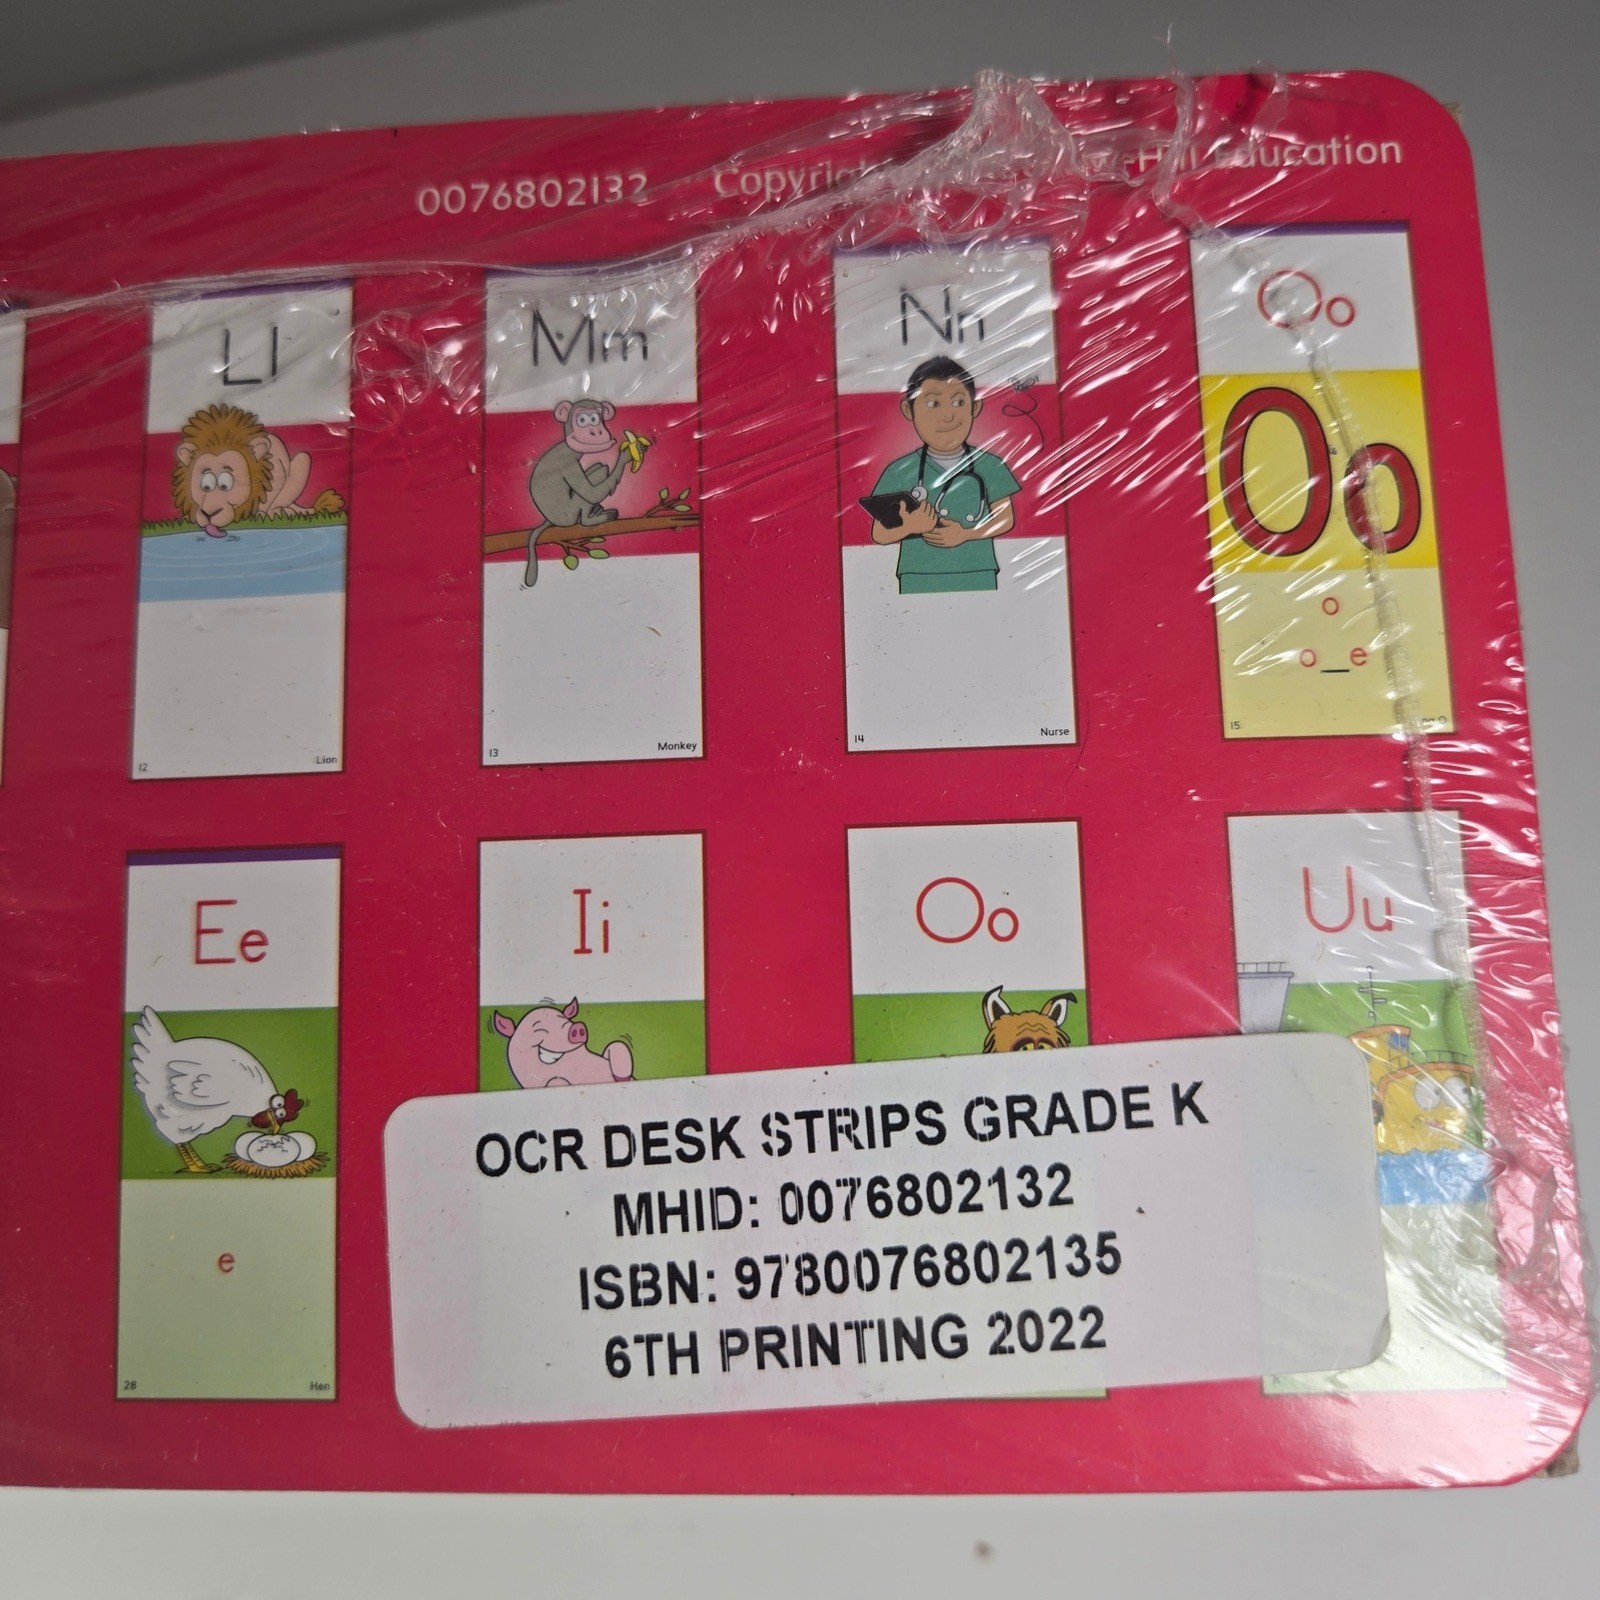 0076802132 Copyright Education
Ll
Mm
Nn
Oo
Oo
o
o_e
12 Lion
13 Monkey
14 Nurse
15
Ee
Ii
Oo
Uu
e
28 Hen
OCR DESK STRIPS GRADE K
MHID: 0076802132
ISBN: 9780076802135
6TH PRINTING 2022